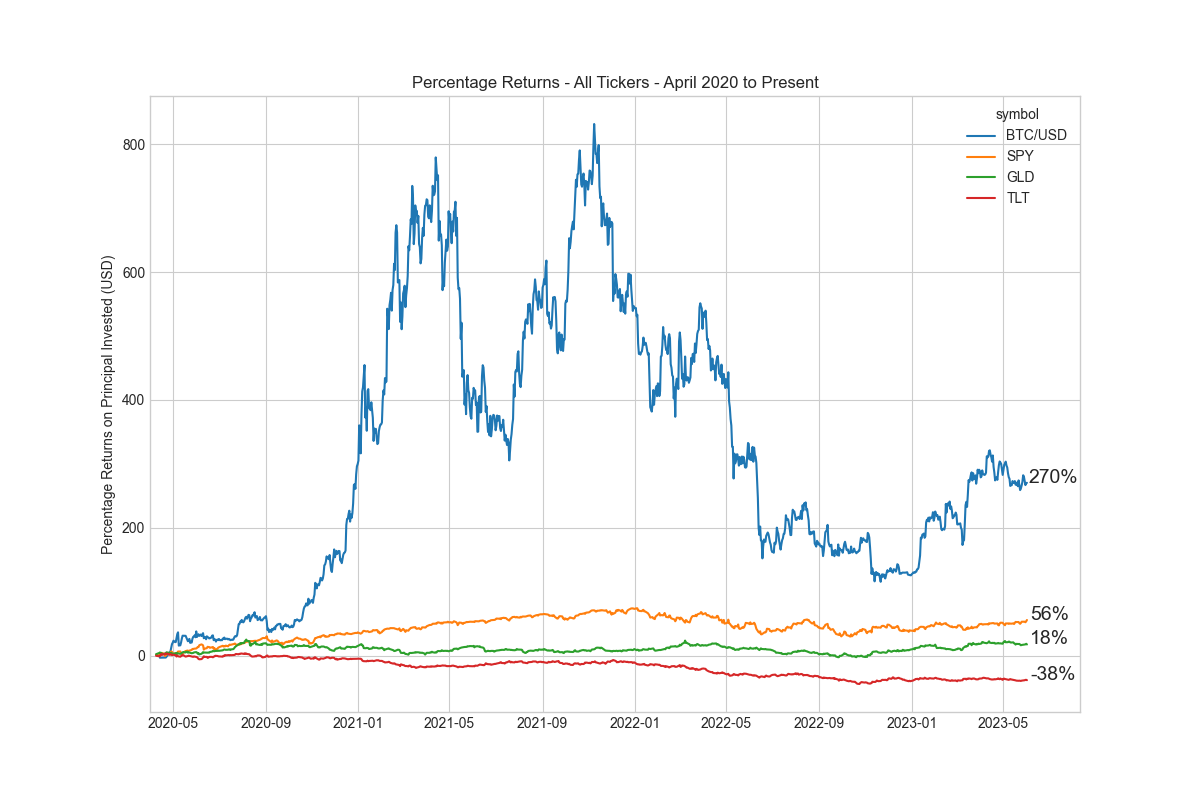 Percentage Returns - All Tickers - April 2020 to Present
symbol
BTC/USD
SPY
GLD
TLT
Percentage Returns on Principal Invested (USD)
800
600
400
200
0
270%
56%
18%
-38%
2020-05
2020-09
2021-01
2021-05
2021-09
2022-01
2022-05
2022-09
2023-01
2023-05